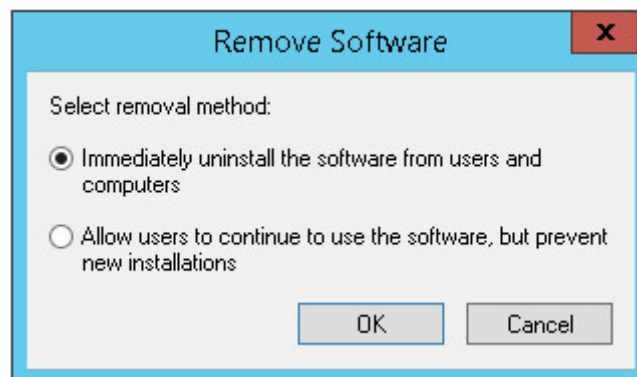 Remove Software
x
Select removal method:
Immediately uninstall the software from users and
computers
Allow users to continue to use the software, but prevent
new installations
OK
Cancel